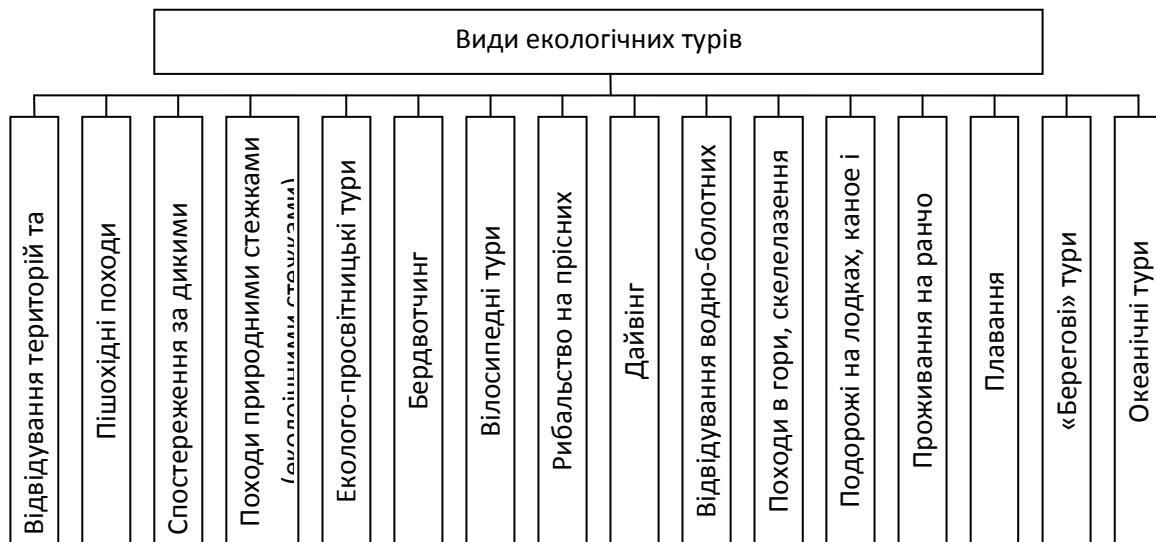 Види екологічних турів
Відвідування територій та
Пішохідні походи
Спостереження за дикими
Походи природними стежками
(екологічними стежками)
Еколого-просвітницькі тури
Бердвотчинг
Вілосипедні тури
Рибальство на прісних
Дайвінг
Відвідування водно-болотних
Походи в гори, скелелазення
Подорожі на лодках, каное і
Проживання на ранчо
Плавання
«Берегові» тури
Океанічні тури